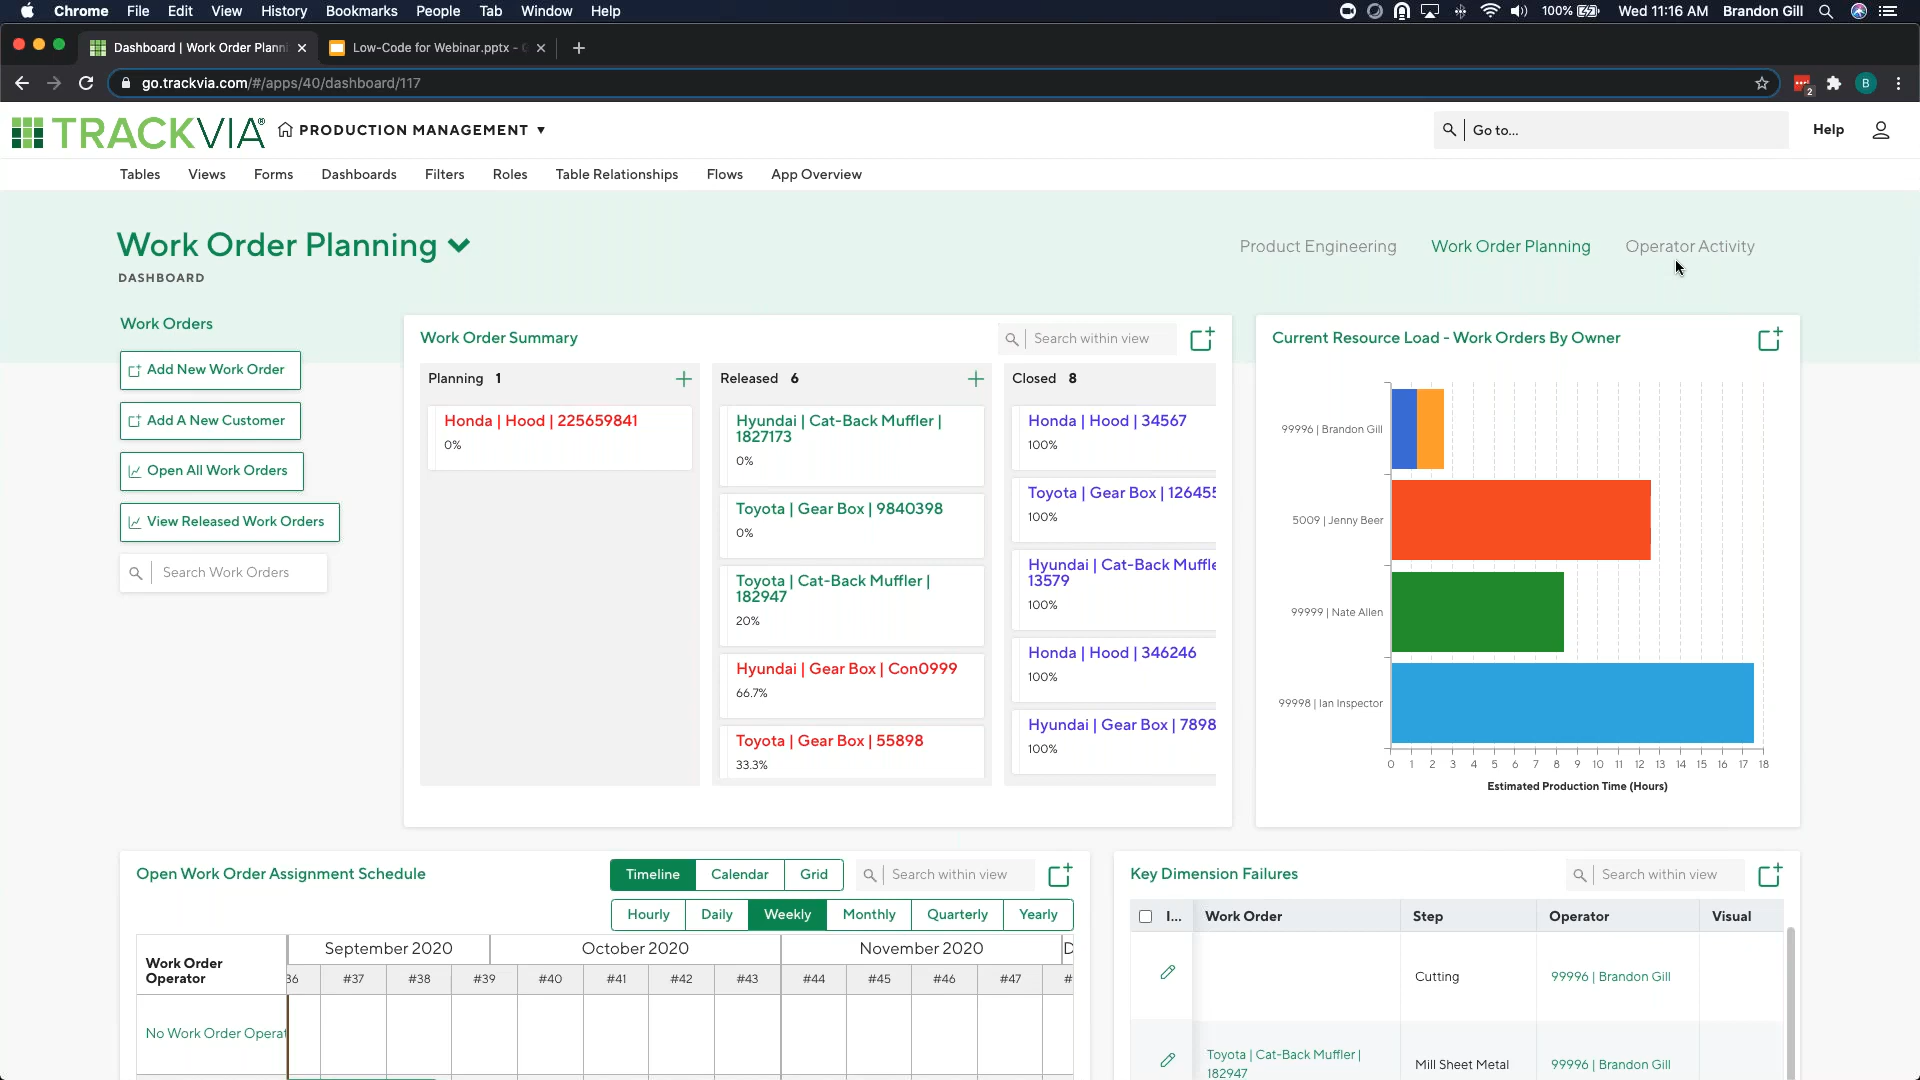 Chrome File Edit View History Bookmarks People Tab Window Help
100% Wed 11:16 AM Brandon Gill
Dashboard | Work Order Planni
Low-Code for Webinar.pptx -
go.trackvia.com/#/apps/40/dashboard/117
2
B
TRACKVIA®
PRODUCTION MANAGEMENT
Go to...
Help
Tables Views Forms Dashboards Filters Roles Table Relationships Flows App Overview
Work Order Planning
DASHBOARD
Product Engineering Work Order Planning Operator Activity
Work Orders
Add New Work Order
Add A New Customer
Open All Work Orders
View Released Work Orders
Search Work Orders
Work Order Summary
Search within view
Planning 1
Honda | Hood | 225659841
0%
Released 6
Hyundai | Cat-Back Muffler |
1827173
0%
Toyota | Gear Box | 9840398
0%
Toyota | Cat-Back Muffler |
182947
20%
Hyundai | Gear Box | Con0999
66.7%
Toyota | Gear Box | 55898
33.3%
Closed 8
Honda | Hood | 34567
100%
Toyota | Gear Box | 126455
100%
Hyundai | Cat-Back Muffle
13579
100%
Honda | Hood | 346246
100%
Hyundai | Gear Box | 7898
100%
Current Resource Load - Work Orders By Owner
99996 | Brandon Gill
5009 | Jenny Beer
99999 | Nate Allen
99998 | Ian Inspector
0 1 2 3 4 5 6 7 8 9 10 11 12 13 14 15 16 17 18
Estimated Production Time (Hours)
Open Work Order Assignment Schedule
Timeline Calendar Grid
Search within view
Hourly Daily Weekly Monthly Quarterly Yearly
Work Order
Operator
September 2020 October 2020 November 2020 D
36 #37 #38 #39 #40 #41 #42 #43 #44 #45 #46 #47 #
No Work Order Operat
Key Dimension Failures
Search within view
I... Work Order Step Operator Visual
Cutting 99996 | Brandon Gill
Toyota | Cat-Back Muffler |
182947
Mill Sheet Metal 99996 | Brandon Gill